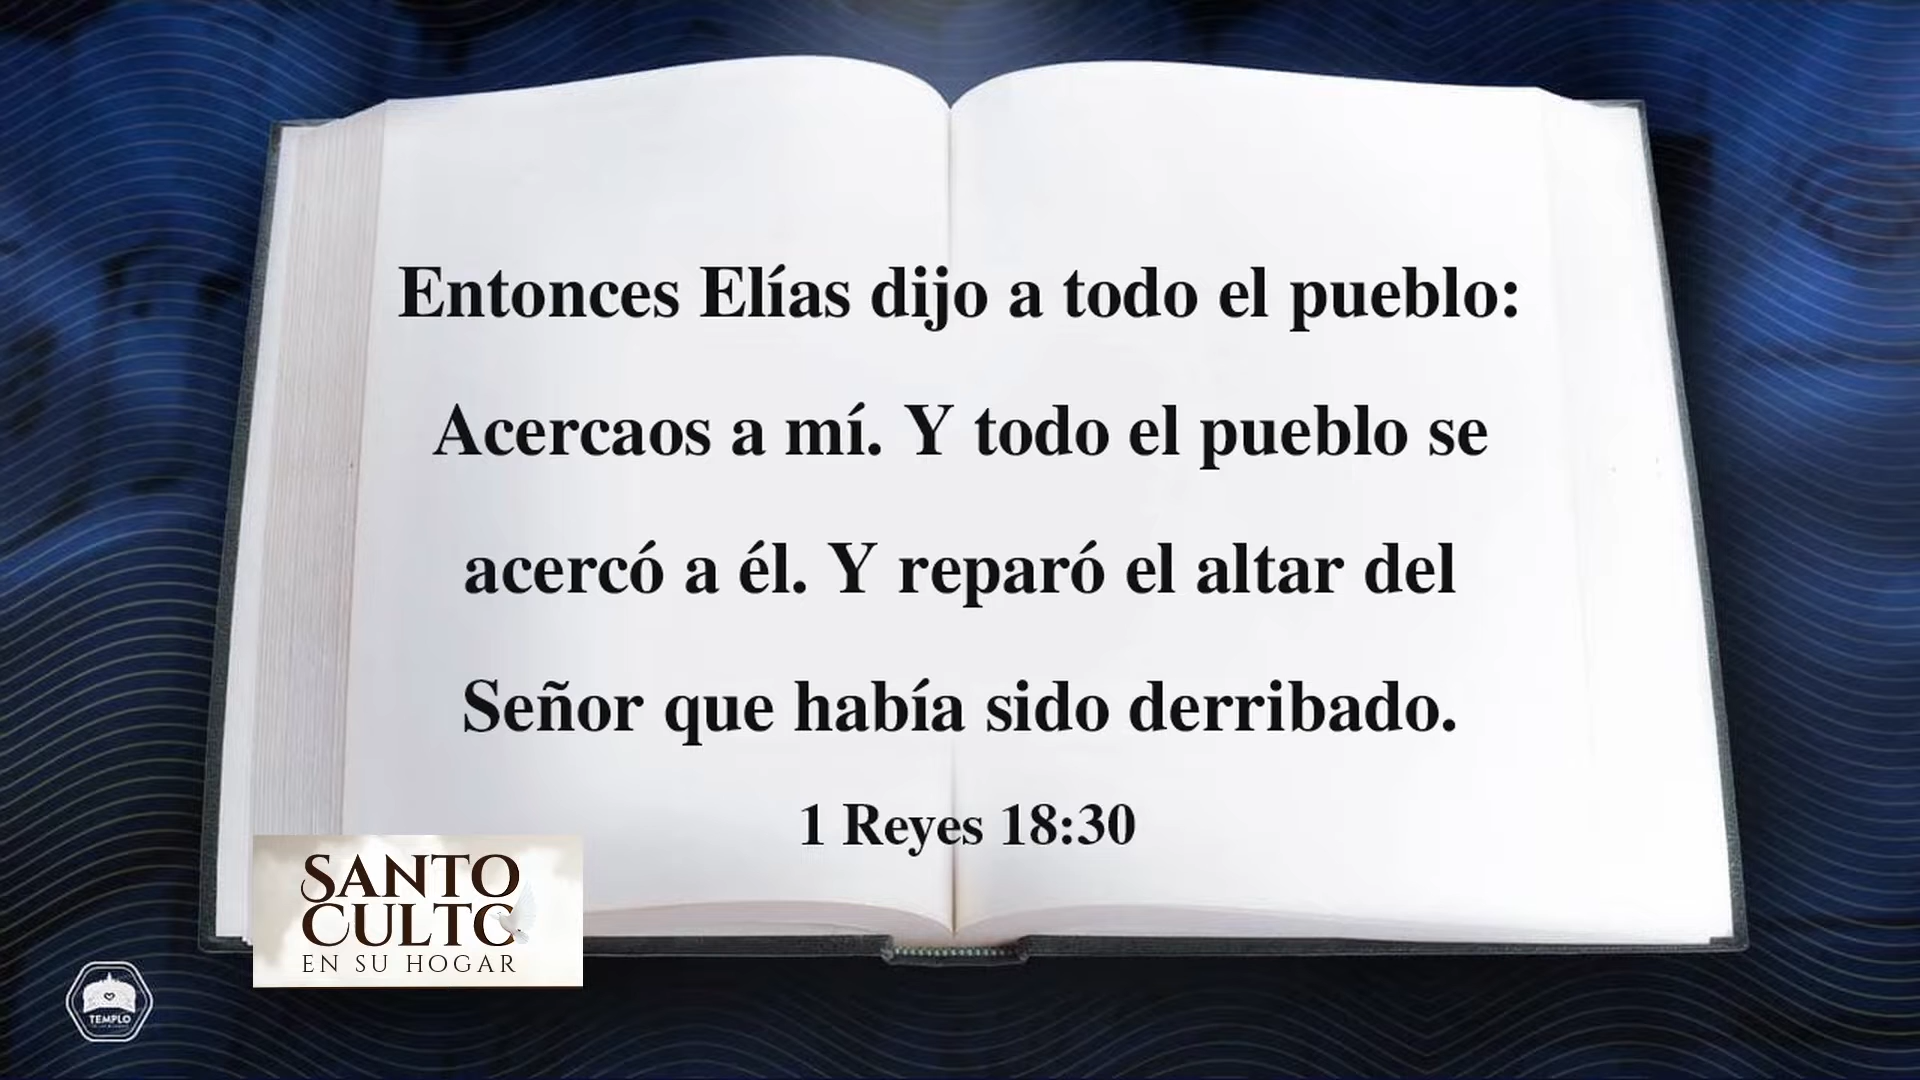 Entonces Elías dijo a todo el pueblo:
Acercaos a mí. Y todo el pueblo se
acercó a él. Y reparó el altar del
Señor que había sido derribado.
1 Reyes 18:30
SANTO
CULTO
EN SU HOGAR
TEMPLO